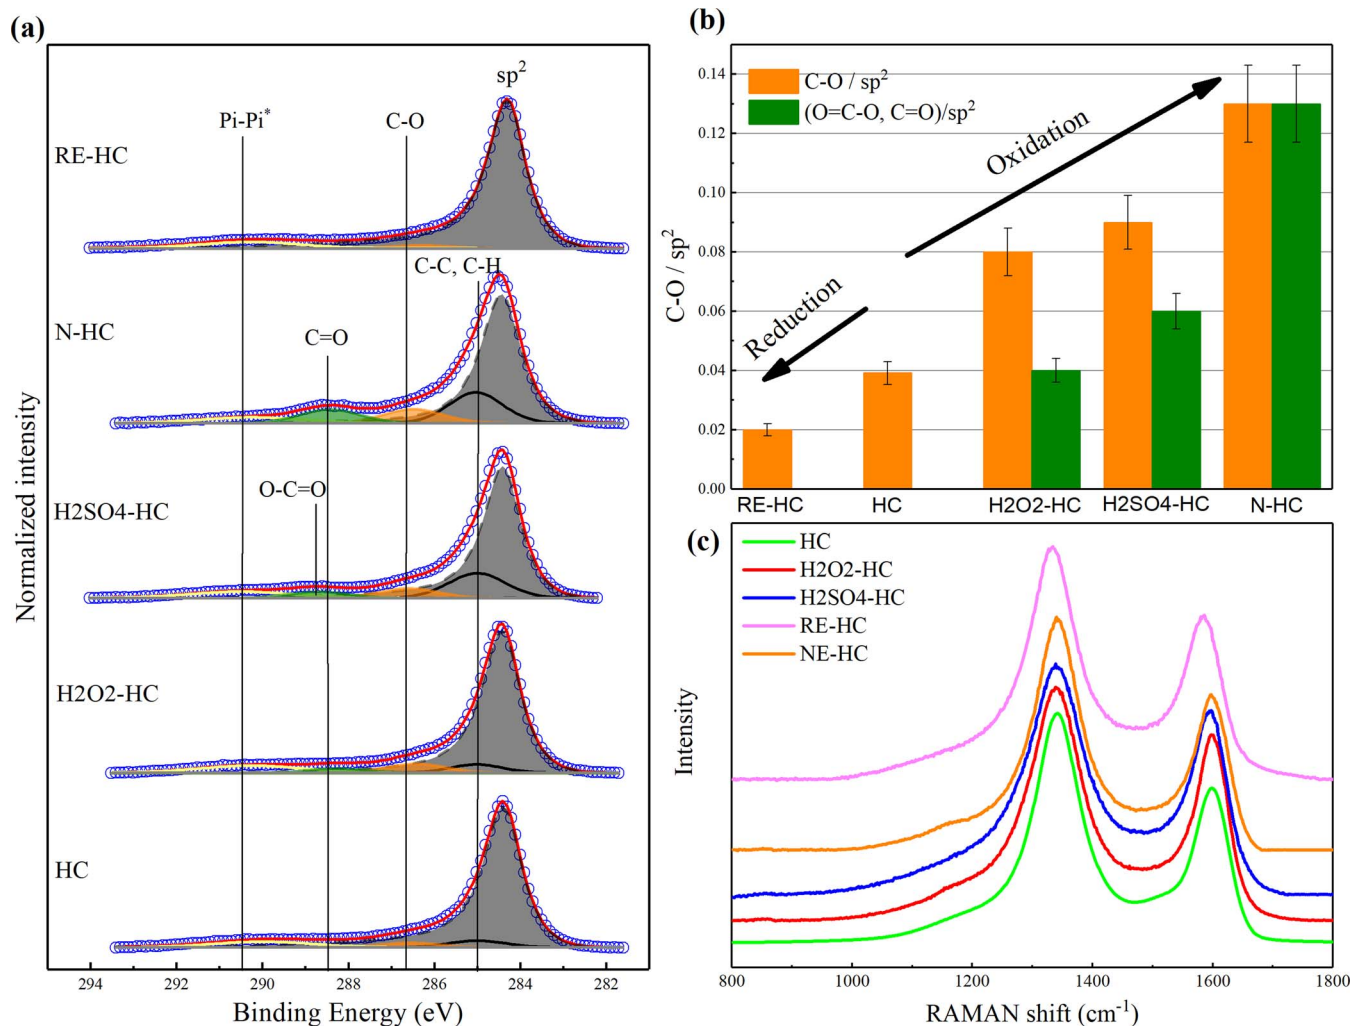 (a)
sp²
Pi-Pi*
C-O
RE-HC
C-C, C-H
N-HC
C=O
O-C=O
H2SO4-HC
H2O2-HC
HC
Normalized intensity
294 292 290 288 286 284 282
Binding Energy (eV)
(b)
C-O / sp²
(O=C-O, C=O)/sp²
Oxidation
Reduction
C-O / sp²
0.14
0.12
0.10
0.08
0.06
0.04
0.02
0.00
RE-HC HC H2O2-HC H2SO4-HC N-HC
(c)
HC
H2O2-HC
H2SO4-HC
RE-HC
NE-HC
Intensity
800 1000 1200 1400 1600 1800
RAMAN shift (cm⁻¹)